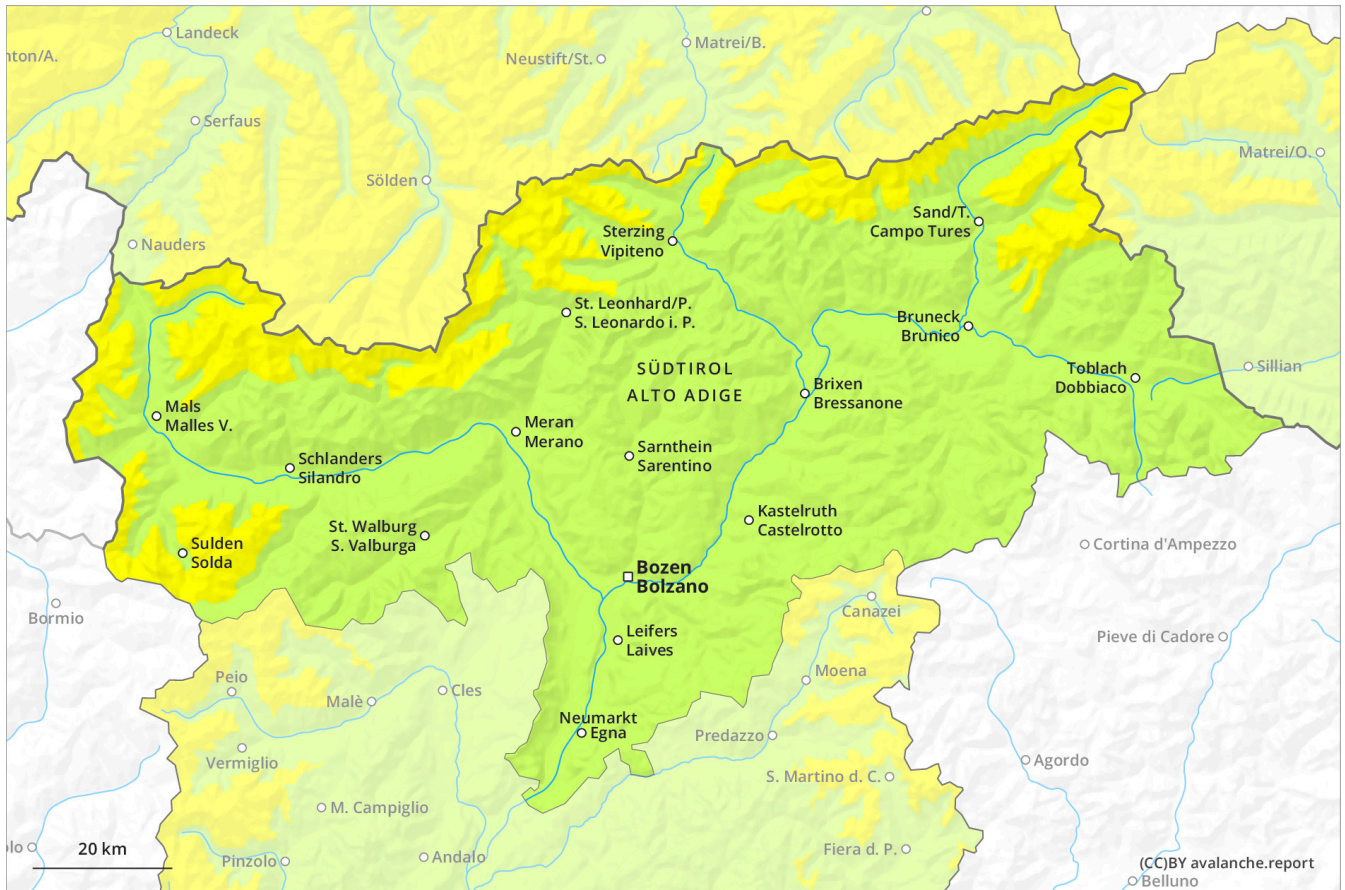 Landeck
Matrei/B.
nton/A.
Neustift/St.
Serfaus
Matrei/O.
Sölden
Nauders
Sand/T.
Campo Tures
Sterzing
Vipiteno
St. Leonhard/P.
S. Leonardo i. P.
Bruneck
Brunico
SÜDTIROL
ALTO ADIGE
Toblach
Dobbiaco
Sillian
Brixen
Bressanone
Mals
Malles V.
Meran
Merano
Schlanders
Silandro
Sarnthein
Sarentino
Kastelruth
Castelrotto
St. Walburg
S. Valburga
Sulden
Solda
Cortina d'Ampezzo
Bozen
Bolzano
Bormio
Canazei
Leifers
Laives
Pieve di Cadore
Peio
Moena
Malè
Cles
Neumarkt
Egna
Predazzo
Vermiglio
Agordo
S. Martino d. C.
M. Campiglio
20 km
lo
Pinzolo
Andalo
Fiera d. P.
(CC)BY avalanche.report
Belluno